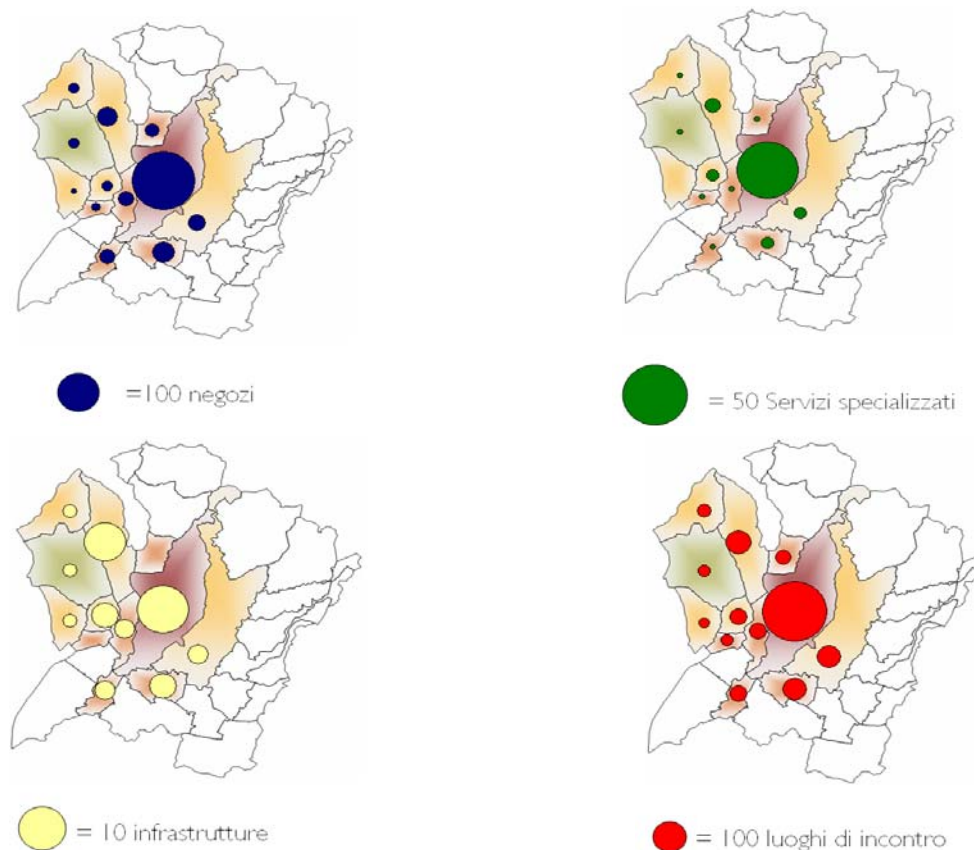 =100 negozi
= 50 Servizi specializzati
= 10 infrastrutture
= 100 luoghi di incontro